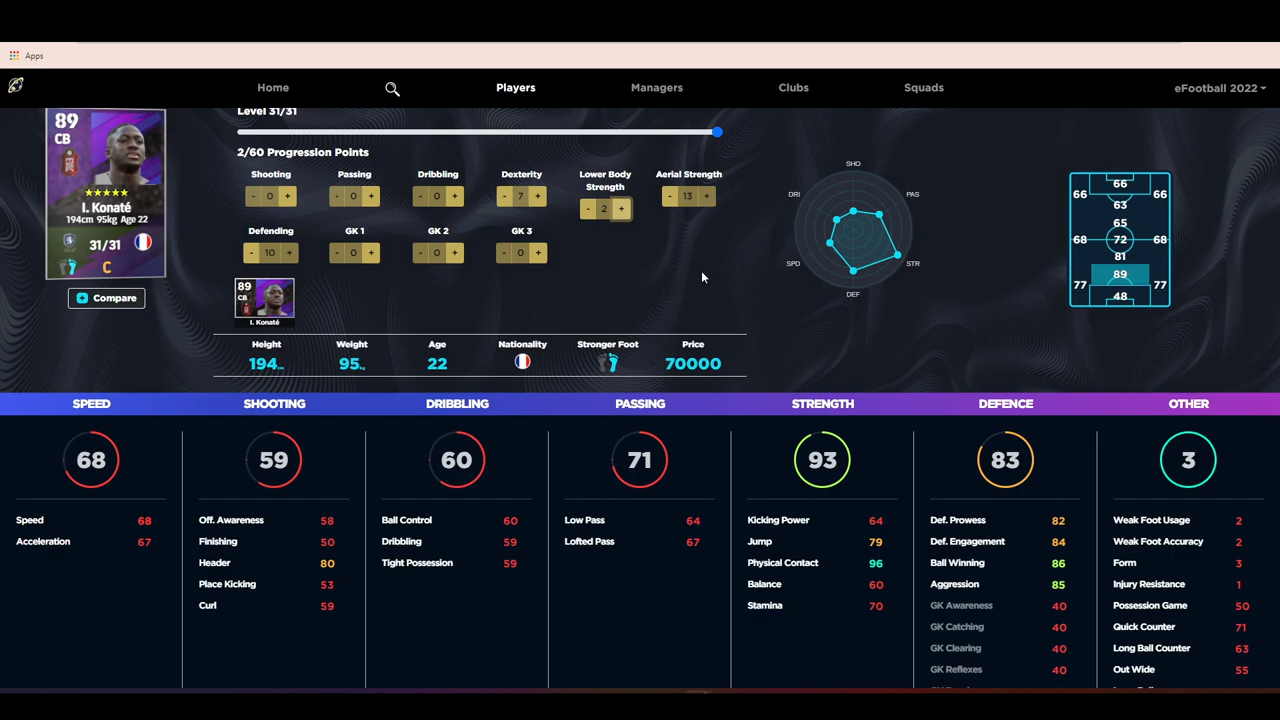 Apps
Home
Players
Managers
Clubs
Squads
eFootball 2022
89
CB
I. Konaté
194cm 95kg Age 22
31/31
C
Compare
Level 31/31
2/60 Progression Points
Shooting
- 0 +
Passing
- 0 +
Dribbling
- 0 +
Dexterity
- 7 +
Lower Body
Strength
- 2 +
Aerial Strength
- 13 +
Defending
- 10 +
GK 1
- 0 +
GK 2
- 0 +
GK 3
- 0 +
89
CB
I. Konaté
Height
194
Weight
95
Age
22
Nationality
Stronger Foot
Price
70000
SHO
PAS
STR
DEF
SPD
DRI
66
66 66
63
65
68 72 68
81
89
77 77
48
SPEED
68
Speed 68
Acceleration 67
SHOOTING
59
Off. Awareness 58
Finishing 50
Header 80
Place Kicking 53
Curl 59
DRIBBLING
60
Ball Control 60
Dribbling 59
Tight Possession 59
PASSING
71
Low Pass 64
Lofted Pass 67
STRENGTH
93
Kicking Power 64
Jump 79
Physical Contact 96
Balance 60
Stamina 70
DEFENCE
83
Def. Prowess 82
Def. Engagement 84
Ball Winning 86
Aggression 85
GK Awareness 40
GK Catching 40
GK Clearing 40
GK Reflexes 40
OTHER
3
Weak Foot Usage 2
Weak Foot Accuracy 2
Form 3
Injury Resistance 1
Possession Game 50
Quick Counter 71
Long Ball Counter 63
Out Wide 55